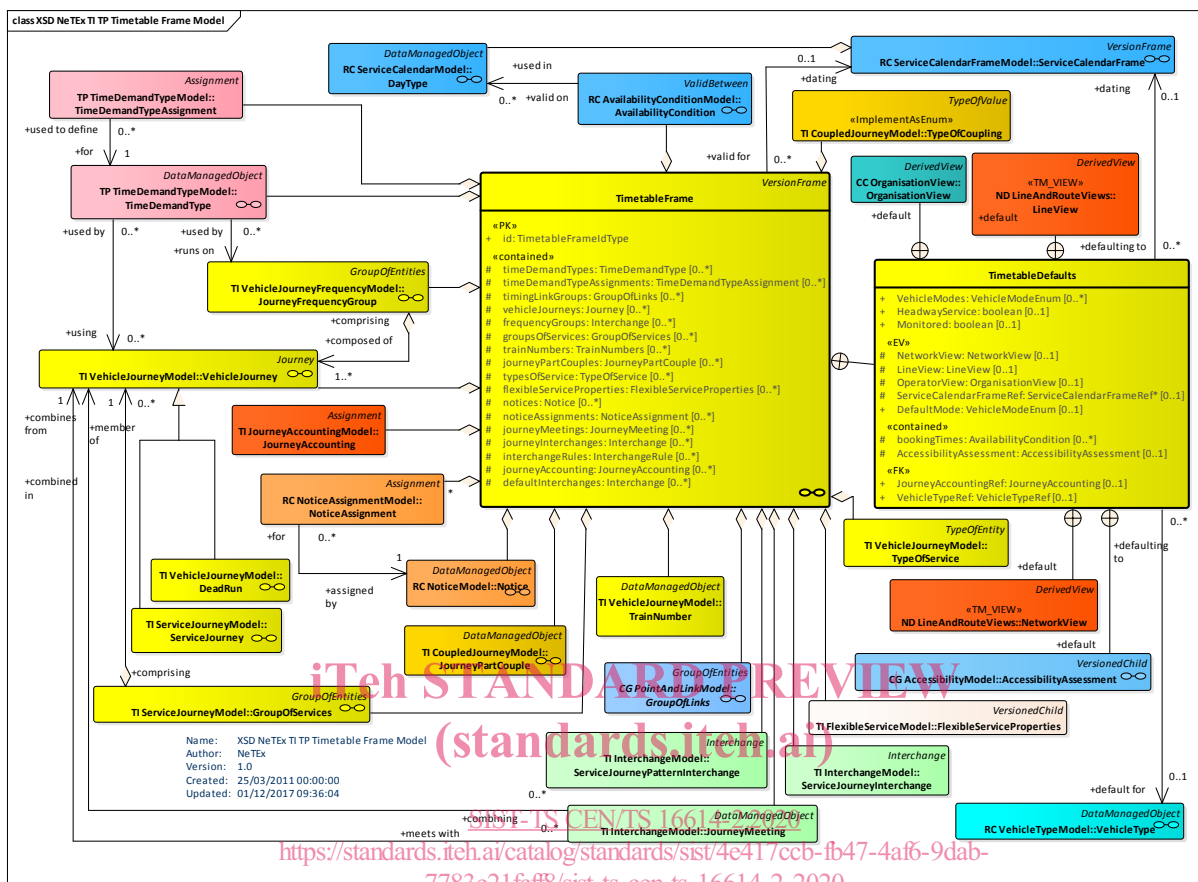 class XSD NeTEx TI TP Timetable Frame Model
DataManagedObject
RC ServiceCalendarModel::
DayType
VersionFrame
RC ServiceCalendarFrameModel::ServiceCalendarFrame
+used in
0..*
+valid on
0..1
+dating
+dating
0..1
Assignment
TP TimeDemandTypeModel::
TimeDemandTypeAssignment
ValidBetween
RC AvailabilityConditionModel::
AvailabilityCondition
TypeOfValue
«ImplementAsEnum»
TI CoupledJourneyModel::TypeOfCoupling
+used to define
0..*
+for
1
+valid for
0..*
DataManagedObject
TP TimeDemandTypeModel::
TimeDemandType
DerivedView
CC OrganisationView::
OrganisationView
+default
DerivedView
«TM_VIEW»
ND LineAndRouteViews::
LineView
+default
+used by
0..*
+used by
0..*
+runs on
+defaulting to
0..*
VersionFrame
TimetableFrame
«PK»
+ id: TimetableFrameIdType
«contained»
# timeDemandTypes: TimeDemandType [0..*]
# timeDemandTypeAssignments: TimeDemandTypeAssignment [0..*]
# timingLinkGroups: GroupOfLinks [0..*]
# vehicleJourneys: Journey [0..*]
# frequencyGroups: Interchange [0..*]
# groupsOfServices: GroupOfServices [0..*]
# trainNumbers: TrainNumbers [0..*]
# journeyPartCouples: JourneyPartCouple [0..*]
# typesOfService: TypeOfService [0..*]
# flexibleServiceProperties: FlexibleServiceProperties [0..*]
# notices: Notice [0..*]
# noticeAssignments: NoticeAssignment [0..*]
# journeyMeetings: JourneyMeeting [0..*]
# journeyInterchanges: Interchange [0..*]
# interchangeRules: InterchangeRule [0..*]
# journeyAccounting: JourneyAccounting [0..*]
# defaultInterchanges: Interchange [0..*]
TimetableDefaults
+ VehicleModes: VehicleModeEnum [0..*]
+ HeadwayService: boolean [0..1]
+ Monitored: boolean [0..1]
«EV»
# NetworkView: NetworkView [0..1]
# LineView: LineView [0..1]
# OperatorView: OrganisationView [0..1]
# ServiceCalendarFrameRef: ServiceCalendarFrameRef* [0..1]
+ DefaultMode: VehicleModeEnum [0..1]
«contained»
# bookingTimes: AvailabilityCondition [0..*]
# AccessibilityAssessment: AccessibilityAssessment [0..1]
«FK»
+ JourneyAccountingRef: JourneyAccounting [0..1]
+ VehicleTypeRef: VehicleTypeRef [0..1]
GroupOfEntities
TI VehicleJourneyFrequencyModel::
JourneyFrequencyGroup
+comprising
+composed of
1..*
+using
0..*
Journey
TI VehicleJourneyModel::VehicleJourney
1
1
0..*
+combines
from
+member
of
+combined
in
Assignment
TI JourneyAccountingModel::
JourneyAccounting
Assignment
RC NoticeAssignmentModel::
NoticeAssignment
*
+for
0..*
1
+assigned
by
DataManagedObject
RC NoticeModel::Notice
TypeOfEntity
TI VehicleJourneyModel::
TypeOfService
0..*
+defaulting
to
+default
TI VehicleJourneyModel::
DeadRun
TI ServiceJourneyModel::
ServiceJourney
DataManagedObject
TI VehicleJourneyModel::
TrainNumber
DerivedView
«TM_VIEW»
ND LineAndRouteViews::NetworkView
+default
DataManagedObject
TI CoupledJourneyModel::
JourneyPartCouple
GroupOfEntities
CG PointAndLinkModel::
GroupOfLinks
VersionedChild
CG AccessibilityModel::AccessibilityAssessment
+comprising
GroupOfEntities
TI ServiceJourneyModel::GroupOfServices
iTeh STANDARD PREVIEW
(standards.iteh.ai)
VersionedChild
TI FlexibleServiceModel::FlexibleServiceProperties
Name: XSD NeTEx TI TP Timetable Frame Model
Author: NeTEx
Version: 1.0
Created: 25/03/2011 00:00:00
Updated: 01/12/2017 09:36:04
Interchange
TI InterchangeModel::
ServiceJourneyPatternInterchange
Interchange
TI InterchangeModel::
ServiceJourneyInterchange
0..*
+combining
+meets with
0..*
DataManagedObject
TI InterchangeModel::JourneyMeeting
0..1
+default for
DataManagedObject
RC VehicleTypeModel::VehicleType
SIST-TS CEN/TS 16614-2:2020
https://standards.iteh.ai/catalog/standards/sist/4e417ccb-fb47-4af6-9dab-
7783e21faff8/sist-ts-cen-ts-16614-2-2020